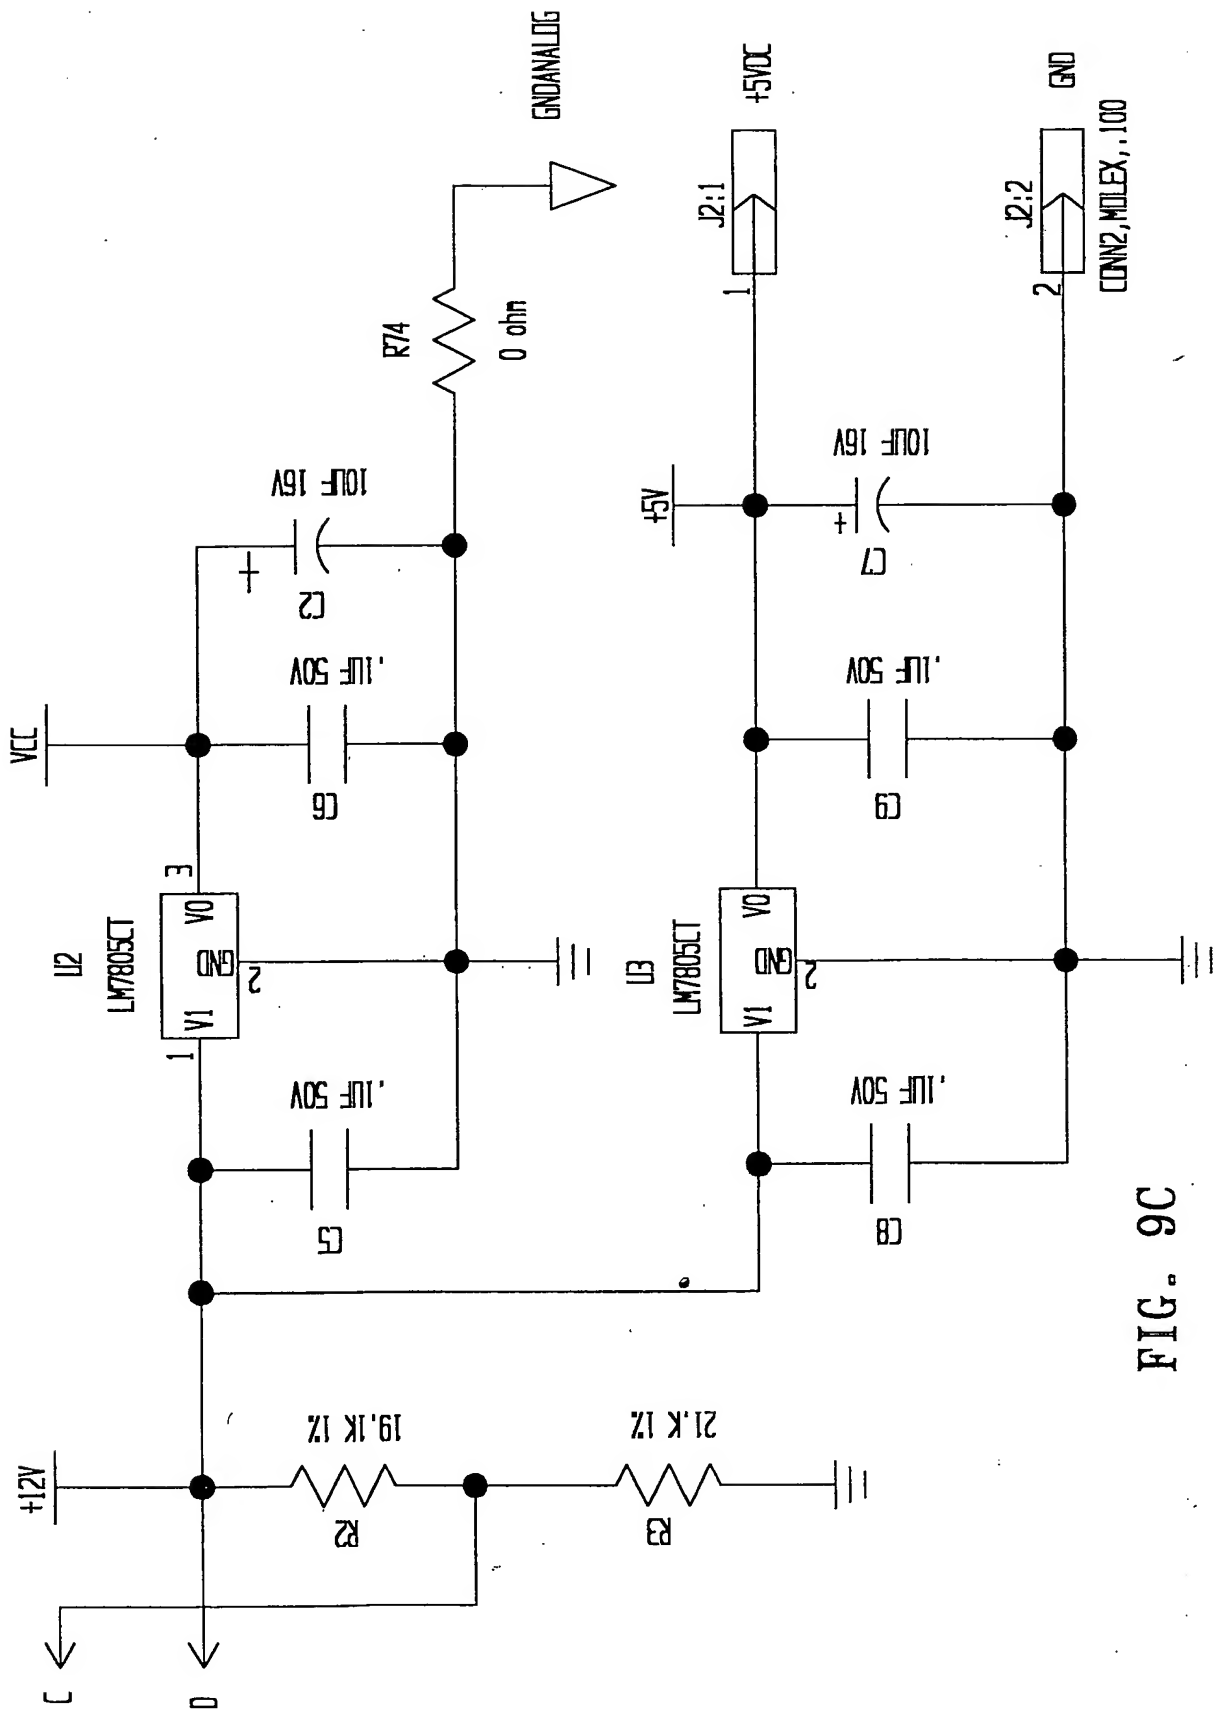 C
D
+12V
R2
19.1K 1%
R3
21.K 1%
C5
.1UF 50V
U2
LM7805CT
1
V1
GND
VO
2
3
VCC
C6
.1UF 50V
C2
+
10UF 16V
R74
0 ohm
GNDANALOG
C8
.1UF 50V
U3
LM7805CT
V1
GND
VO
2
C9
.1UF 50V
+5V
C7
+
10UF 16V
1
J2:1
+5VDC
2
J2:2
GND
CONN2,MOLEX,.100
FIG. 9C